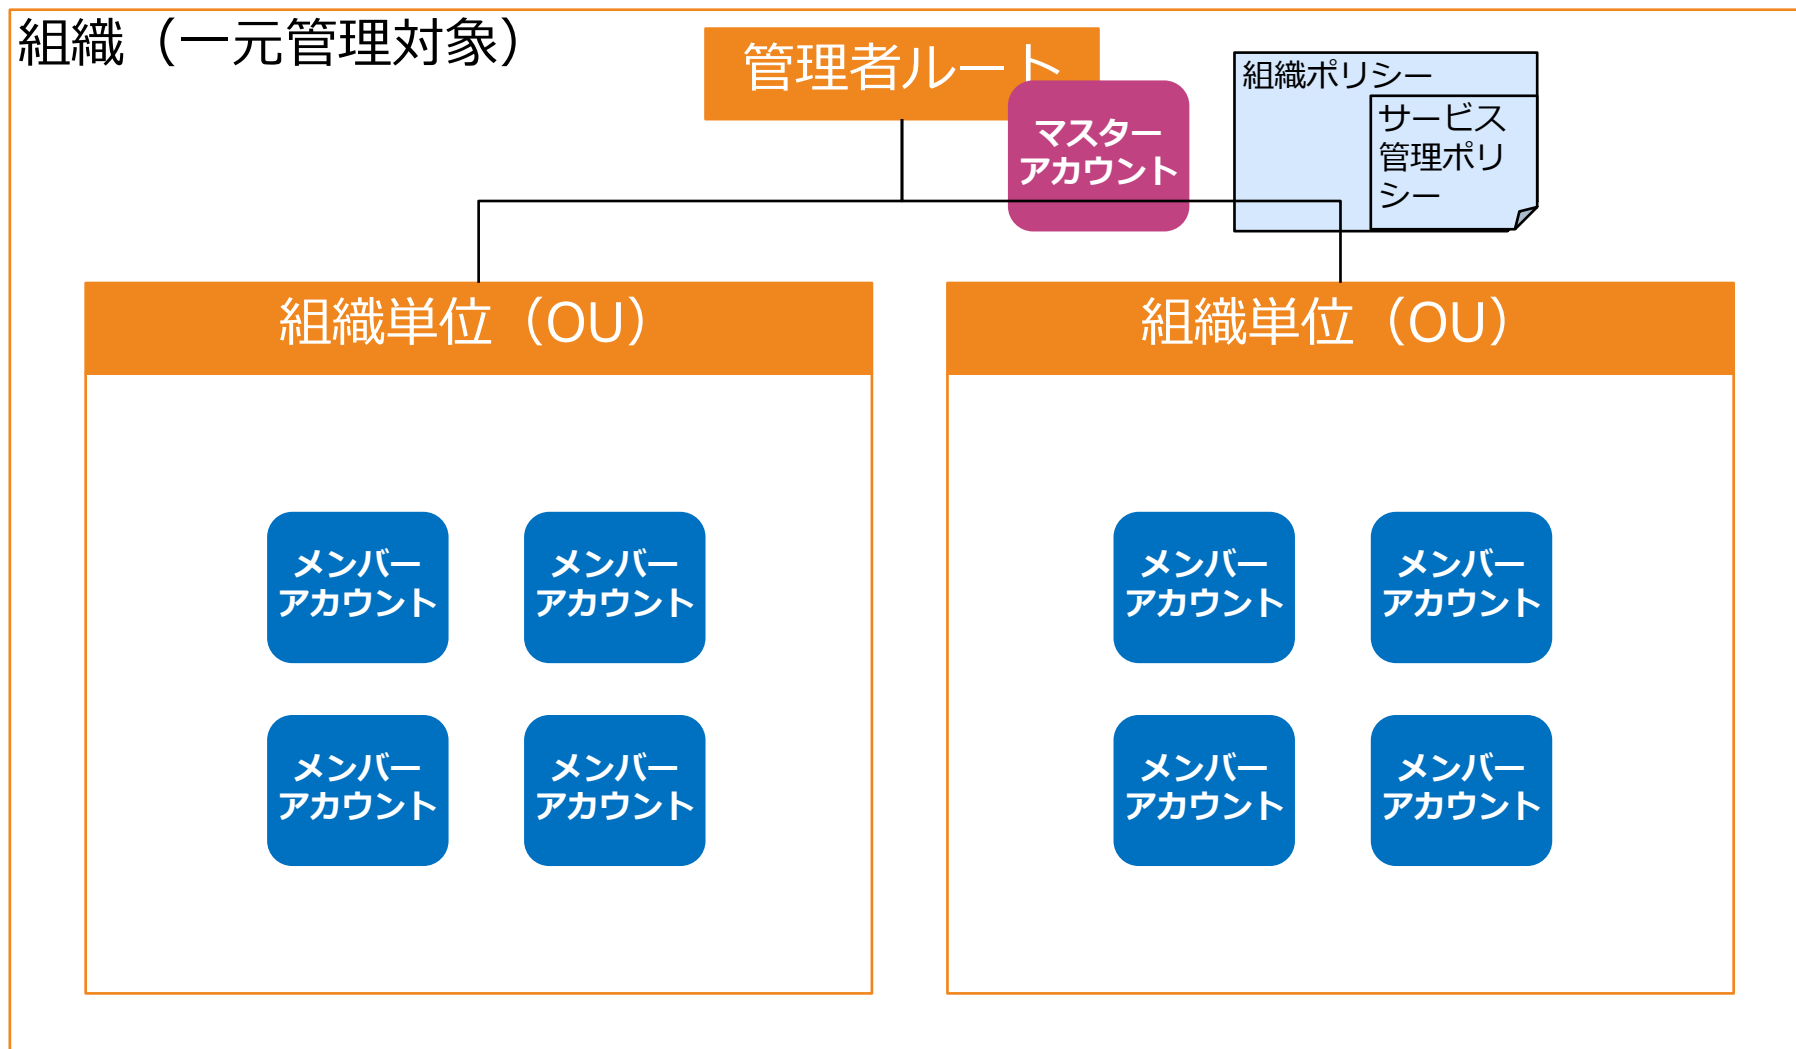 組織（一元管理対象）
管理者ルート
マスター
アカウント
組織ポリシー
サービス
管理ポリ
シー
組織単位（OU）
組織単位（OU）
メンバー
アカウント
メンバー
アカウント
メンバー
アカウント
メンバー
アカウント
メンバー
アカウント
メンバー
アカウント
メンバー
アカウント
メンバー
アカウント